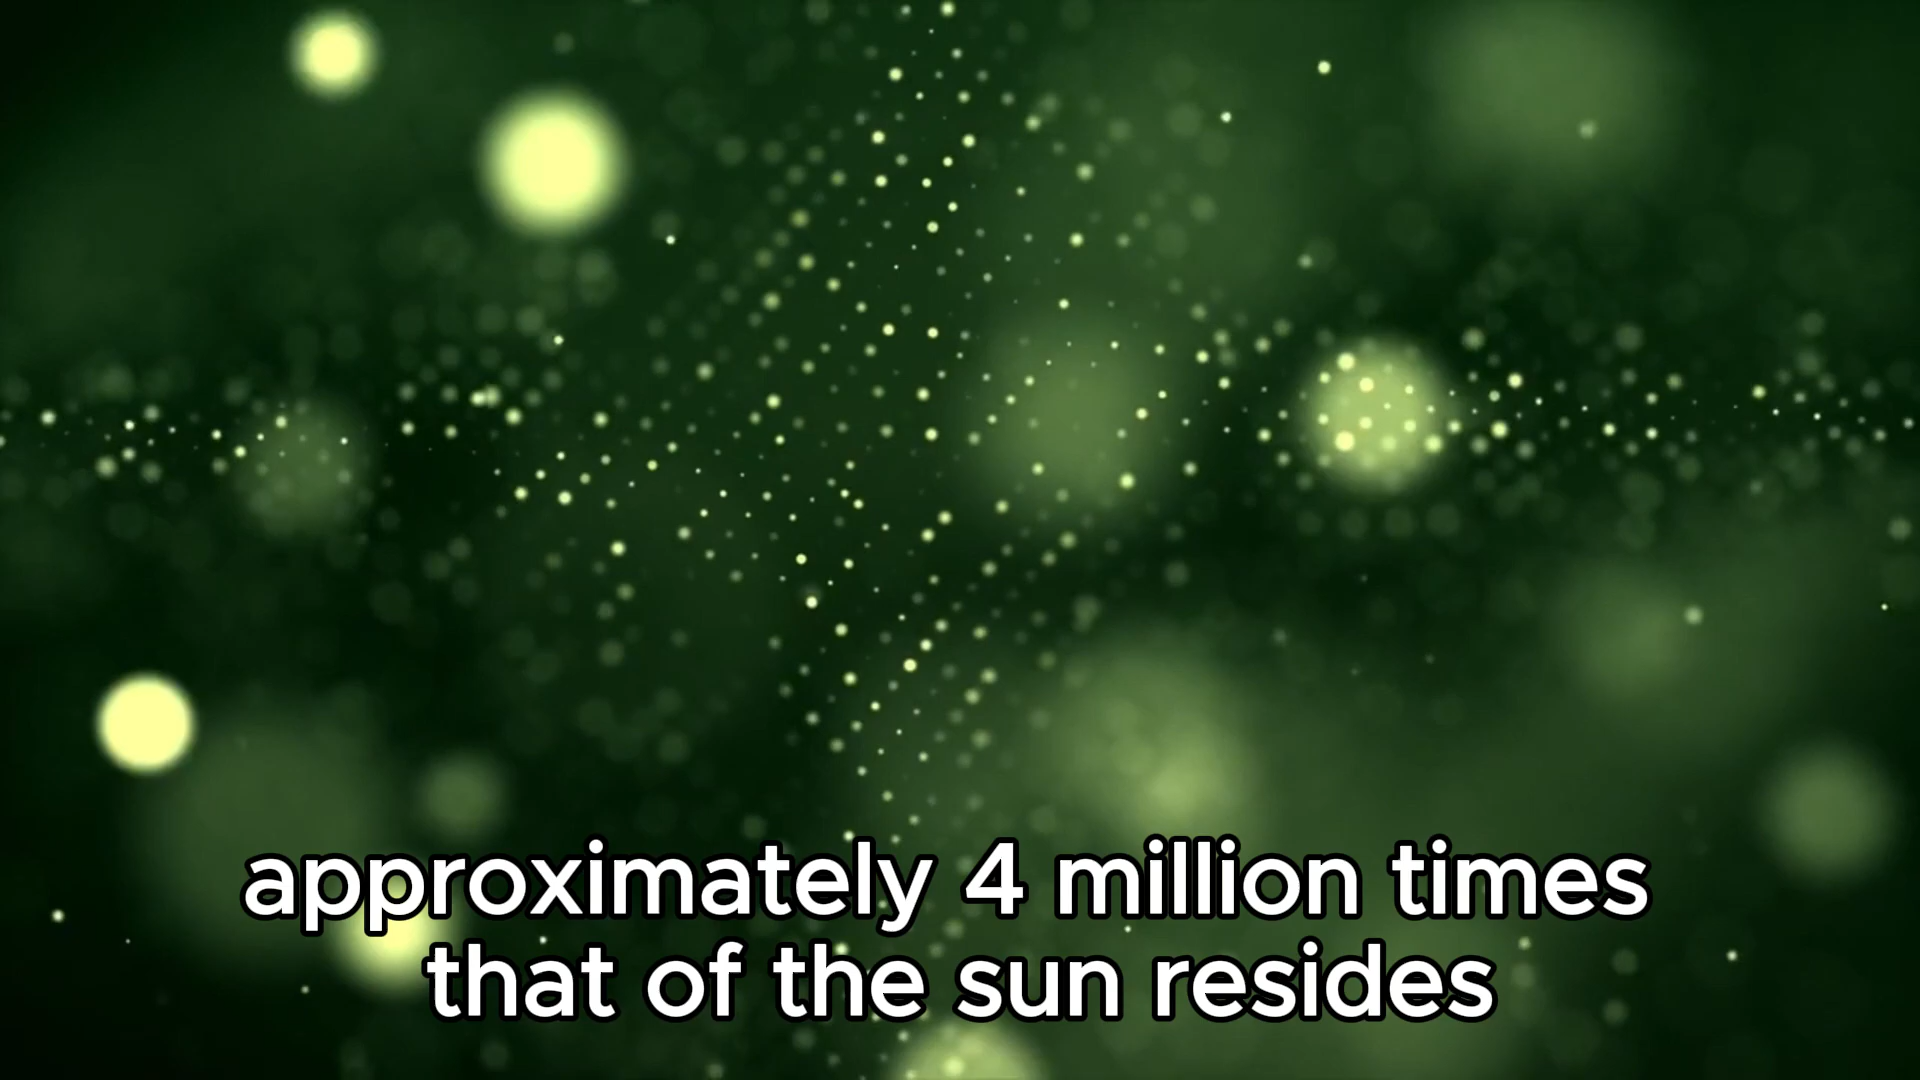 approximately 4 million times
that of the sun resides